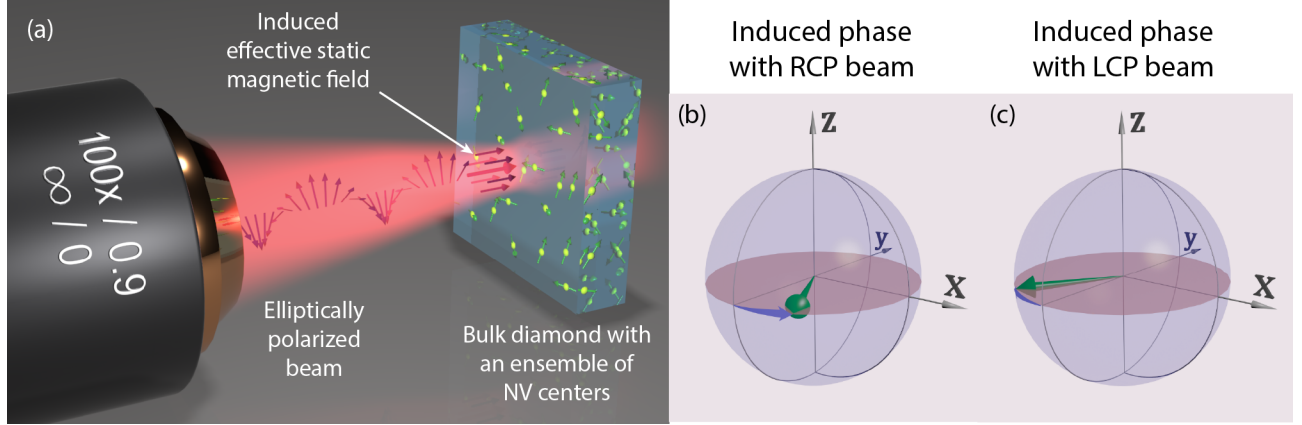 (a)
Induced
effective static
magnetic field
100x / 0.9
∞ / 0
Elliptically
polarized
beam
Bulk diamond with
an ensemble of
NV centers
Induced phase
with RCP beam
(b)
z
y
x
Induced phase
with LCP beam
(c)
z
y
x